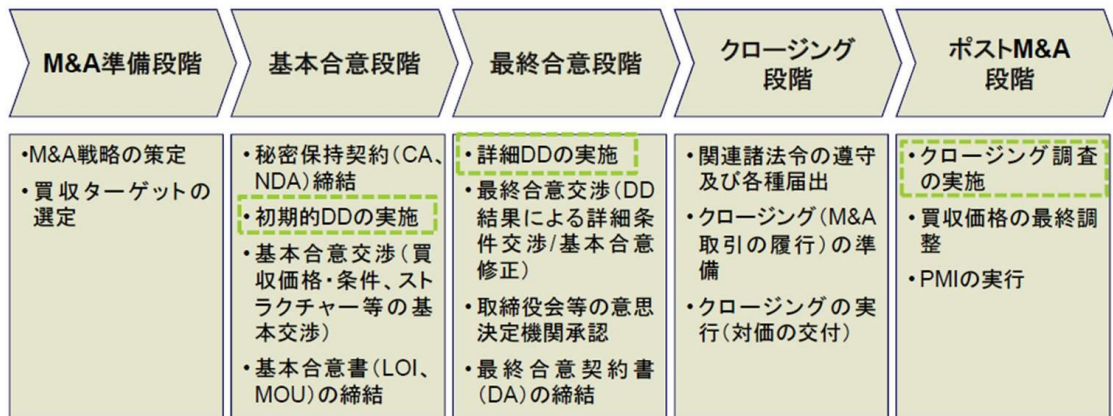 M&A準備段階
基本合意段階
最終合意段階
クロージング
段階
ポストM&A
段階
・M&A戦略の策定
・買収ターゲットの
選定
・秘密保持契約(CA、
NDA)締結
・初期的DDの実施
・基本合意交渉(買
収価格・条件、スト
ラクチャー等の基
本交渉)
・基本合意書(LOI、
MOU)の締結
・詳細DDの実施
・最終合意交渉(DD
結果による詳細条
件交渉/基本合意
修正)
・取締役会等の意思
決定機関承認
・最終合意契約書
(DA)の締結
・関連諸法令の遵守
及び各種届出
・クロージング(M&A
取引の履行)の準
備
・クロージングの実
行(対価の交付)
・クロージング調査
の実施
・買収価格の最終調
整
・PMIの実行